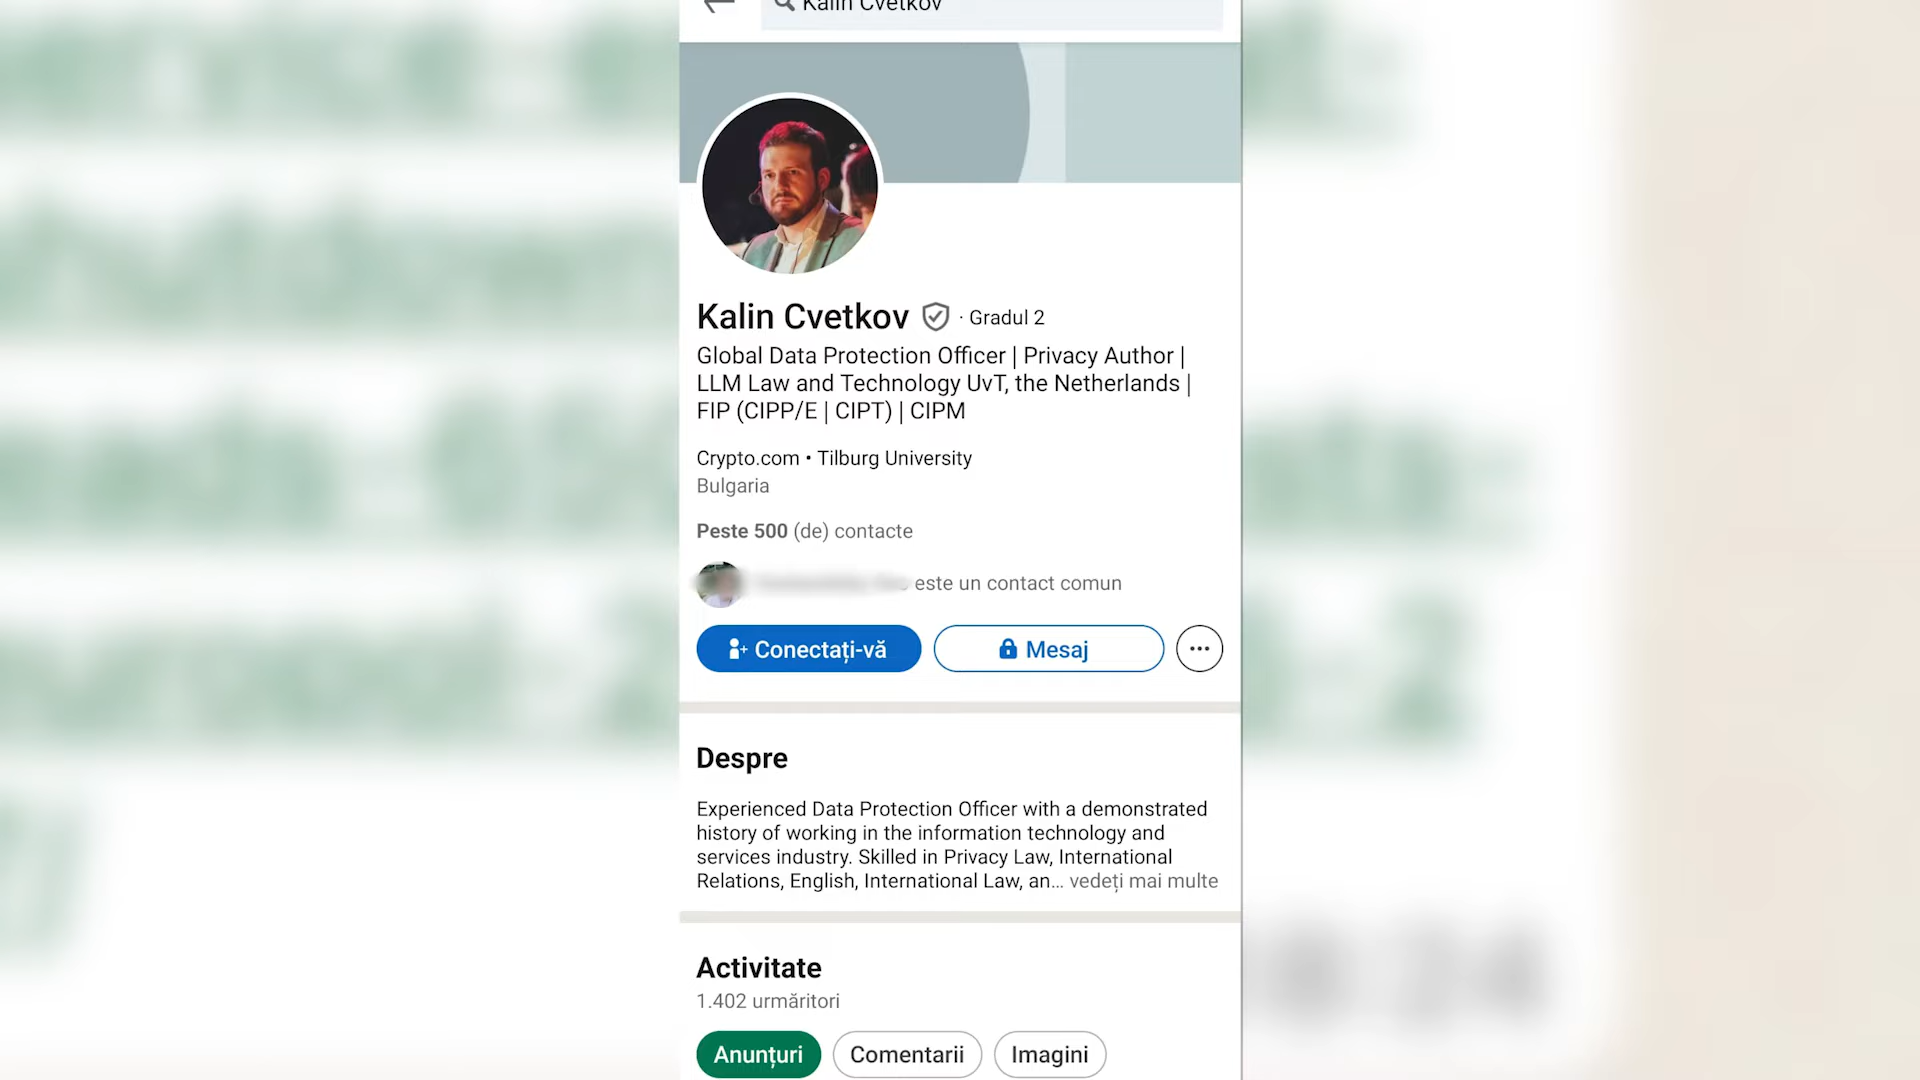 Kalin Cvetkov
Kalin Cvetkov · Gradul 2
Global Data Protection Officer | Privacy Author |
LLM Law and Technology UvT, the Netherlands |
FIP (CIPP/E | CIPT) | CIPM
Crypto.com • Tilburg University
Bulgaria
Peste 500 (de) contacte
este un contact comun
Conectați-vă
Mesaj
Despre
Experienced Data Protection Officer with a demonstrated
history of working in the information technology and
services industry. Skilled in Privacy Law, International
Relations, English, International Law, an... vedeți mai multe
Activitate
1.402 urmăritori
Anunțuri
Comentarii
Imagini